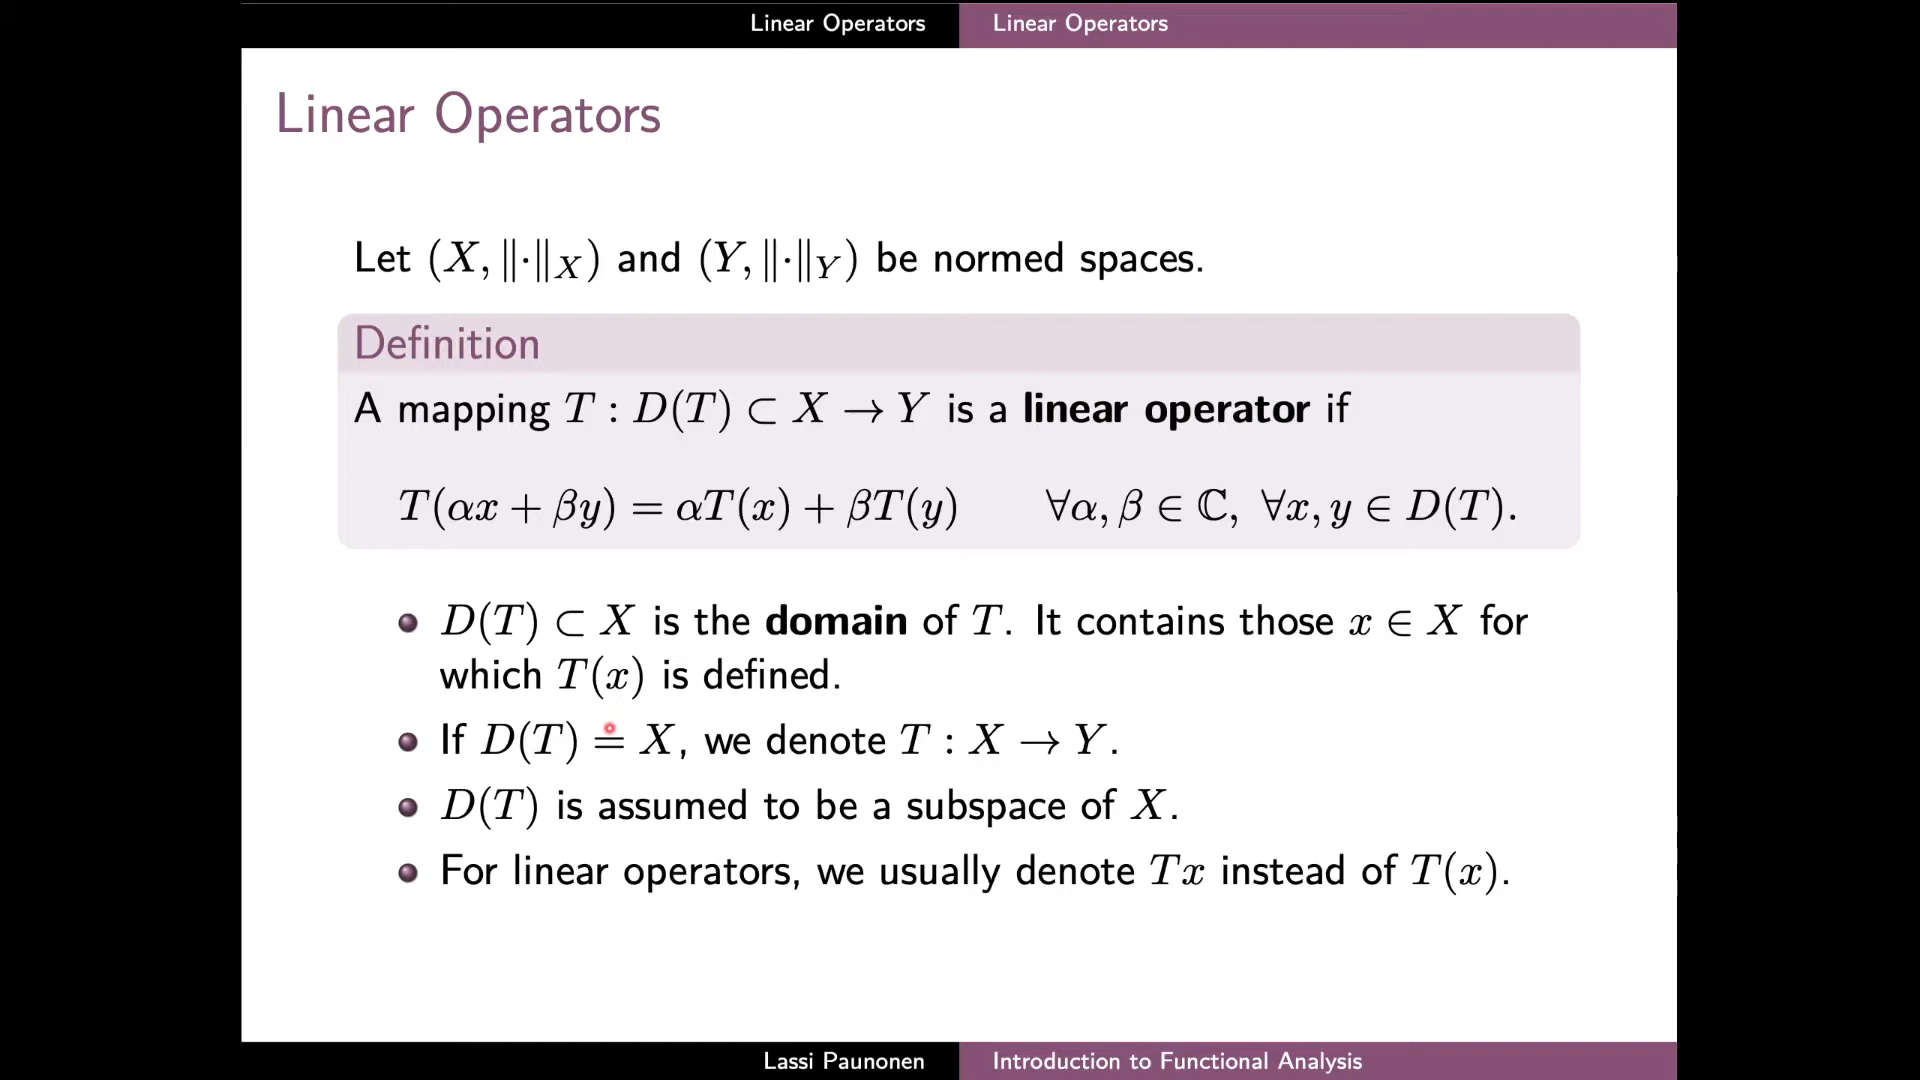 Linear Operators Linear Operators
Linear Operators
Let (X, ‖·‖_X) and (Y, ‖·‖_Y) be normed spaces.
Definition
A mapping T : D(T) ⊂ X → Y is a linear operator if
T(αx + βy) = αT(x) + βT(y) ∀α, β ∈ ℂ, ∀x, y ∈ D(T).
D(T) ⊂ X is the domain of T. It contains those x ∈ X for
which T(x) is defined.
If D(T) = X, we denote T : X → Y.
D(T) is assumed to be a subspace of X.
For linear operators, we usually denote Tx instead of T(x).
Lassi Paunonen Introduction to Functional Analysis